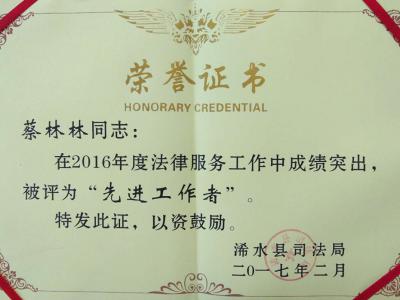 荣誉证书
HONORARY CREDENTIAL
蔡林林同志：
在2016年度法律服务工作中成绩突出，
被评为“先进工作者”。
特发此证，以资鼓励。
浠水县司法局
二〇一七年二月